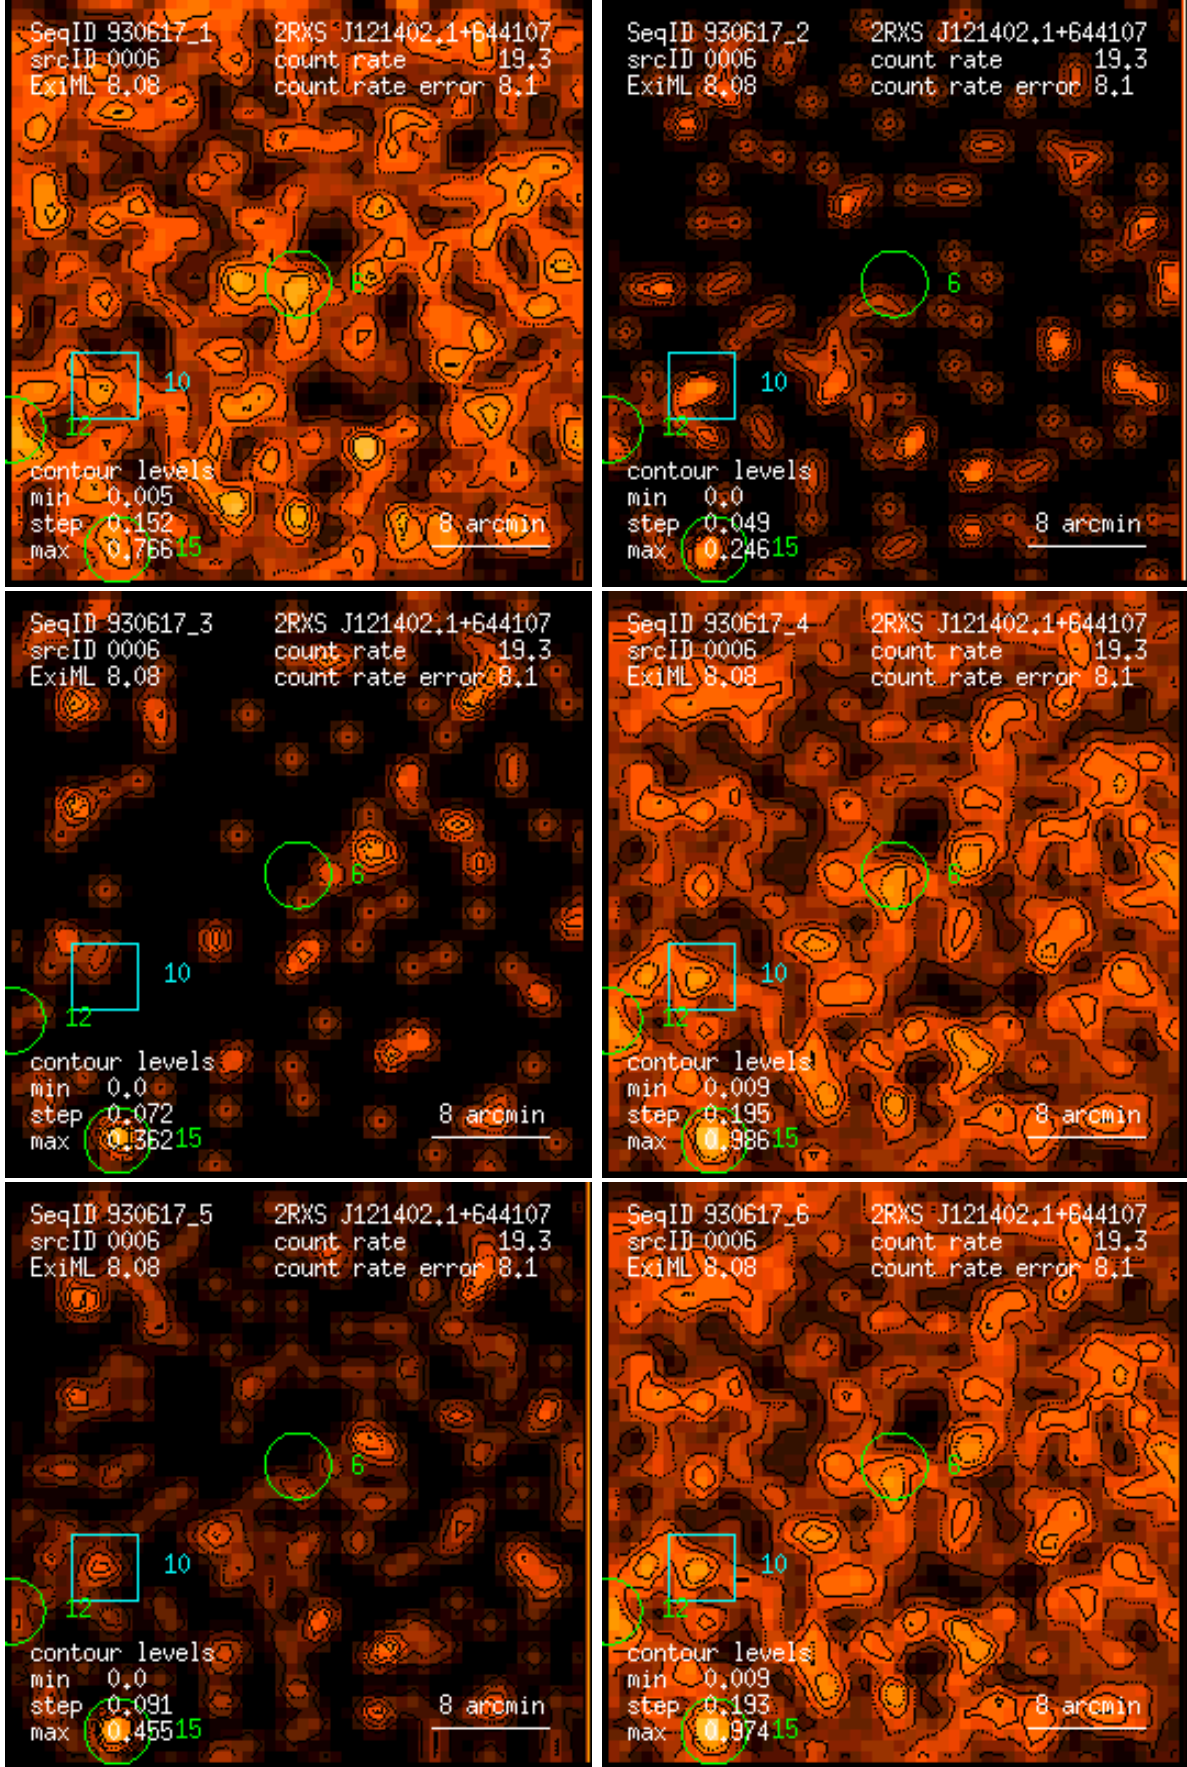 SeqID 930617_1 2RXS J121402.1+644107
srcID 0006 count rate 19.3
ExiML 8.08 count rate error 8.1
6
10
12
contour levels
min 0.005
step 0.152 8 arcmin
max 0.766 15
SeqID 930617_2 2RXS J121402.1+644107
srcID 0006 count rate 19.3
ExiML 8.08 count rate error 8.1
6
10
12
contour levels
min 0.0
step 0.049 8 arcmin
max 0.246 15
SeqID 930617_3 2RXS J121402.1+644107
srcID 0006 count rate 19.3
ExiML 8.08 count rate error 8.1
6
10
12
contour levels
min 0.0
step 0.072 8 arcmin
max 0.362 15
SeqID 930617_4 2RXS J121402.1+644107
srcID 0006 count rate 19.3
ExiML 8.08 count rate error 8.1
6
10
12
contour levels
min 0.009
step 0.195 8 arcmin
max 0.986 15
SeqID 930617_5 2RXS J121402.1+644107
srcID 0006 count rate 19.3
ExiML 8.08 count rate error 8.1
6
10
12
contour levels
min 0.0
step 0.091 8 arcmin
max 0.455 15
SeqID 930617_6 2RXS J121402.1+644107
srcID 0006 count rate 19.3
ExiML 8.08 count rate error 8.1
6
10
12
contour levels
min 0.009
step 0.193 8 arcmin
max 0.974 15